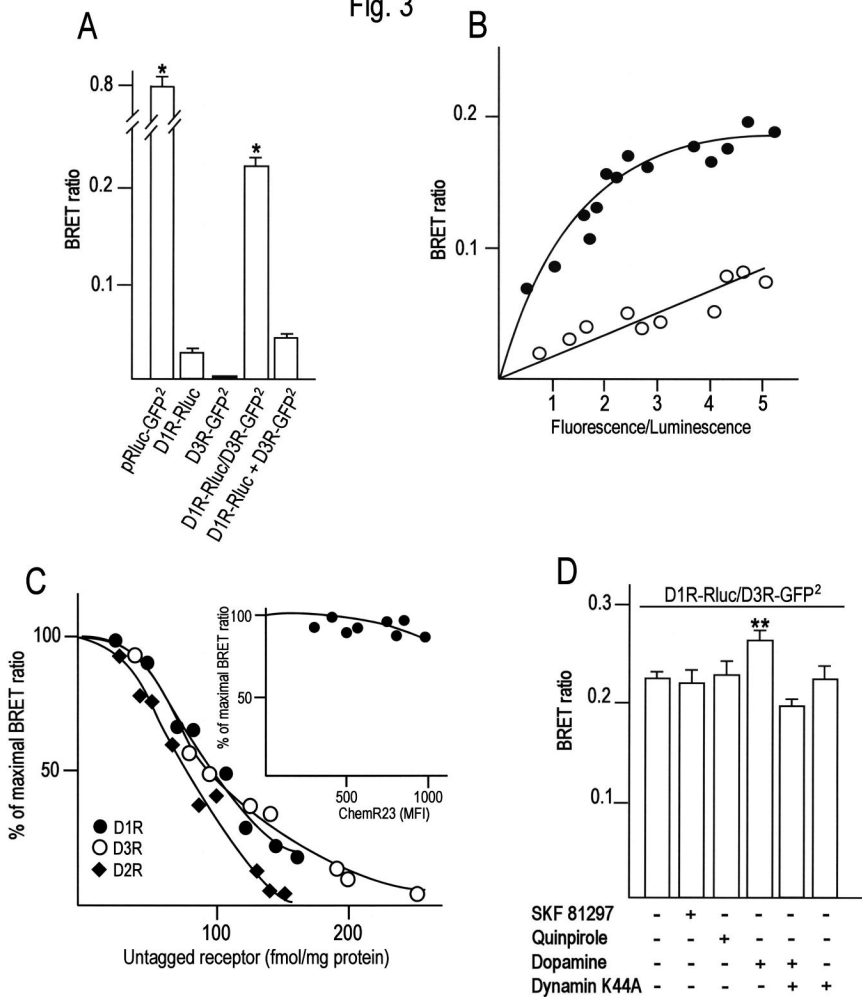 Fig. 3
A
BRET ratio
0.8
0.2
0.1
*
*
pRluc-GFP²
D1R-Rluc
D3R-GFP²
D1R-Rluc/D3R-GFP²
D1R-Rluc + D3R-GFP²
B
BRET ratio
0.2
0.1
1 2 3 4 5
Fluorescence/Luminescence
C
% of maximal BRET ratio
100
50
D1R
D3R
D2R
100 200
Untagged receptor (fmol/mg protein)
% of maximal BRET ratio
100
50
500 1000
ChemR23 (MFI)
D
D1R-Rluc/D3R-GFP²
BRET ratio
0.3
0.2
0.1
**
SKF 81297 - + - - - -
Quinpirole - - + - - -
Dopamine - - - + + -
Dynamin K44A - - - - + +